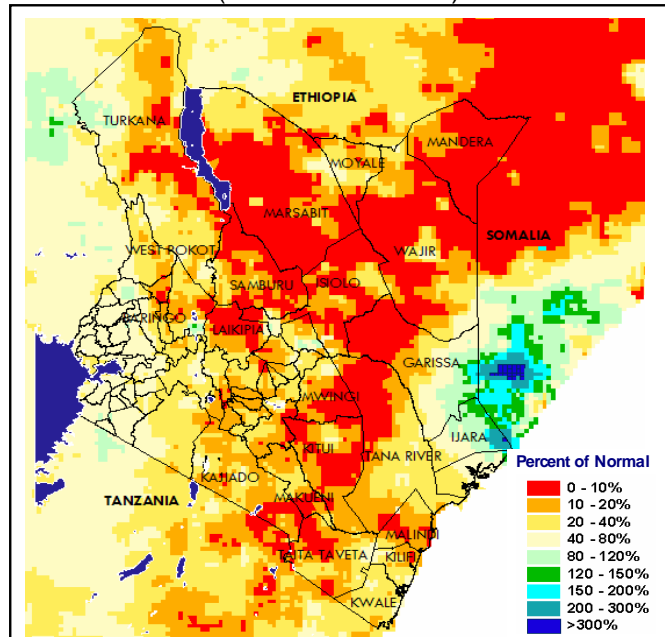 ETHIOPIA
TURKANA
MANDERA
MOYALE
MARSABIT
SOMALIA
WEST POKOT
WAJIR
SAMBURU
ISIOLO
BARINGO
LAIKIPIA
GARISSA
MWINGI
IJARA
KITUI
TANA RIVER
KAJIADO
TANZANIA
MAKUENI
MALINDI
TAITA TAVETA
KILIFI
KWALE
Percent of Normal
0 - 10%
10 - 20%
20 - 40%
40 - 80%
80 - 120%
120 - 150%
150 - 200%
200 - 300%
>300%